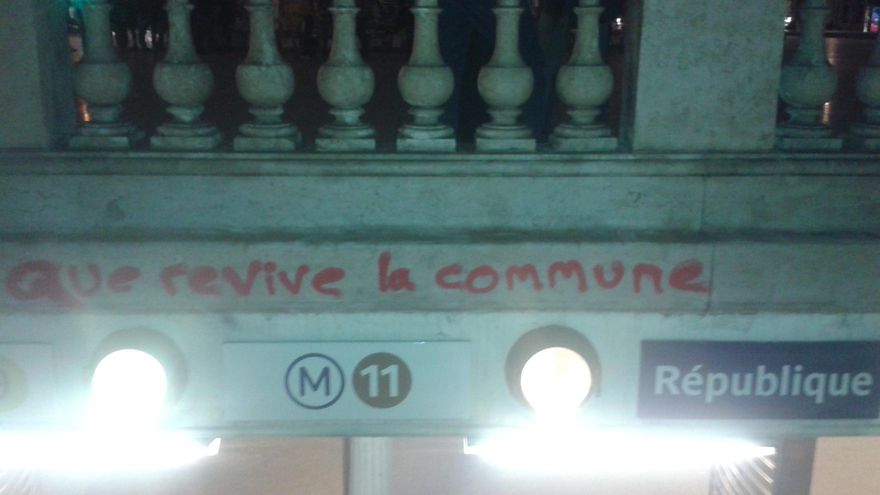 Que revive la commune
M 11 République